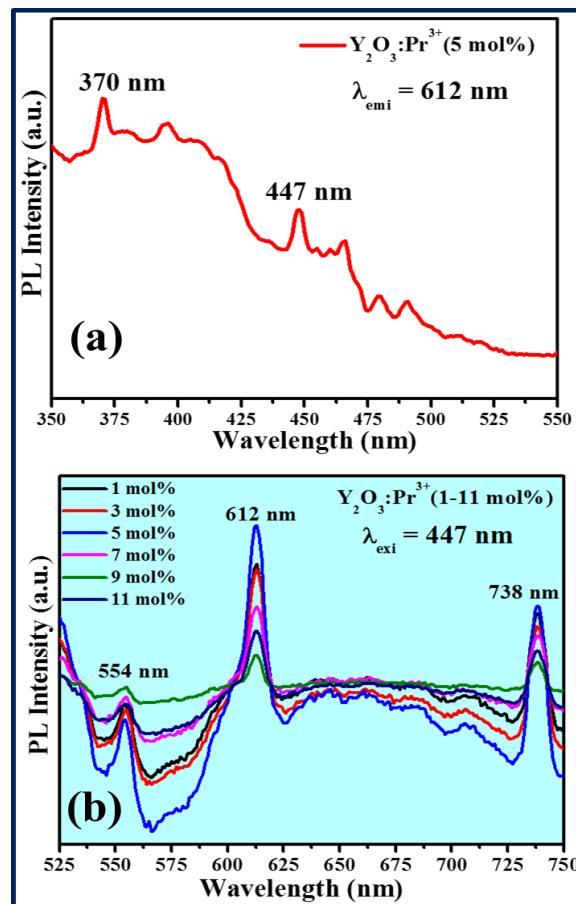 Y₂O₃:Pr³⁺(5 mol%)
370 nm
λemi = 612 nm
447 nm
PL Intensity (a.u.)
(a)
350 375 400 425 450 475 500 525 550
Wavelength (nm)
1 mol%
3 mol%
5 mol%
7 mol%
9 mol%
11 mol%
Y₂O₃:Pr³⁺(1-11 mol%)
612 nm
λexi = 447 nm
738 nm
554 nm
PL Intensity (a.u.)
(b)
525 550 575 600 625 650 675 700 725 750
Wavelength (nm)